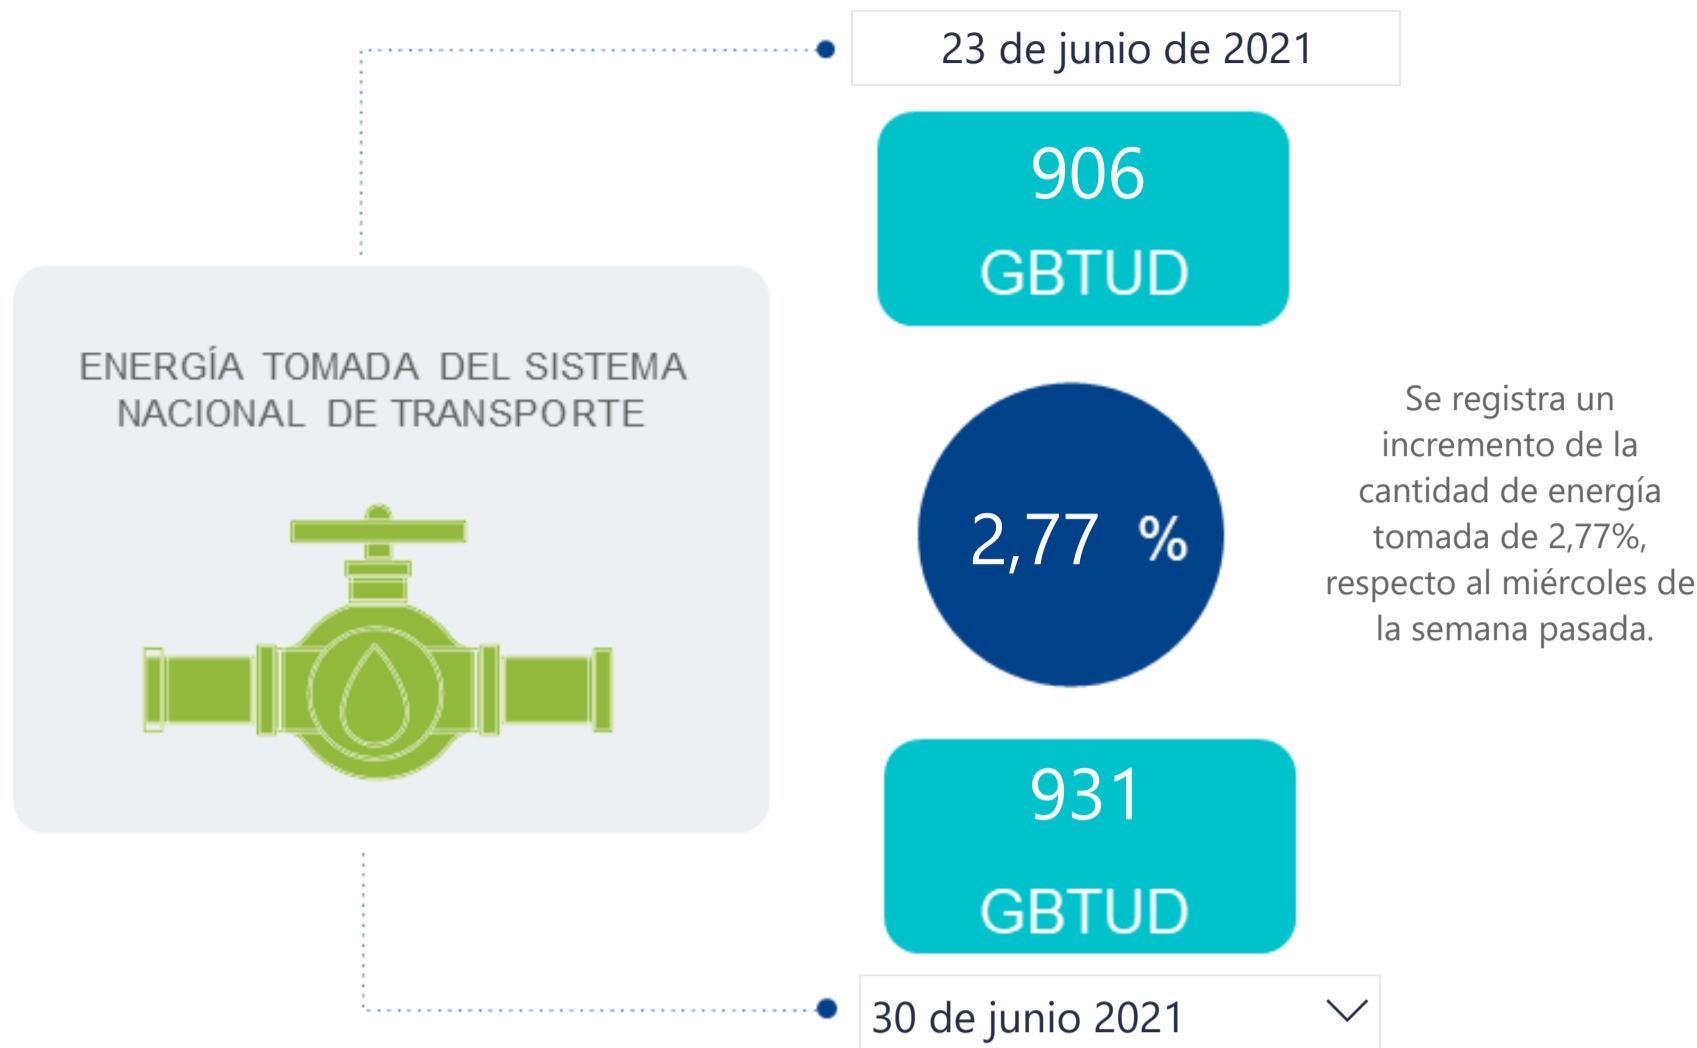 23 de junio de 2021
906
GBTUD
ENERGÍA TOMADA DEL SISTEMA
NACIONAL DE TRANSPORTE
2,77 %
Se registra un
incremento de la
cantidad de energía
tomada de 2,77%,
respecto al miércoles de
la semana pasada.
931
GBTUD
30 de junio 2021